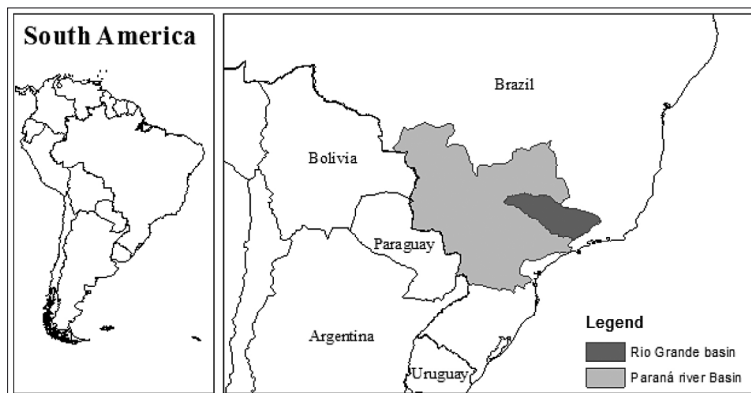 South America
Brazil
Bolivia
Paraguay
Argentina
Uruguay
Legend
Rio Grande basin
Paraná river Basin